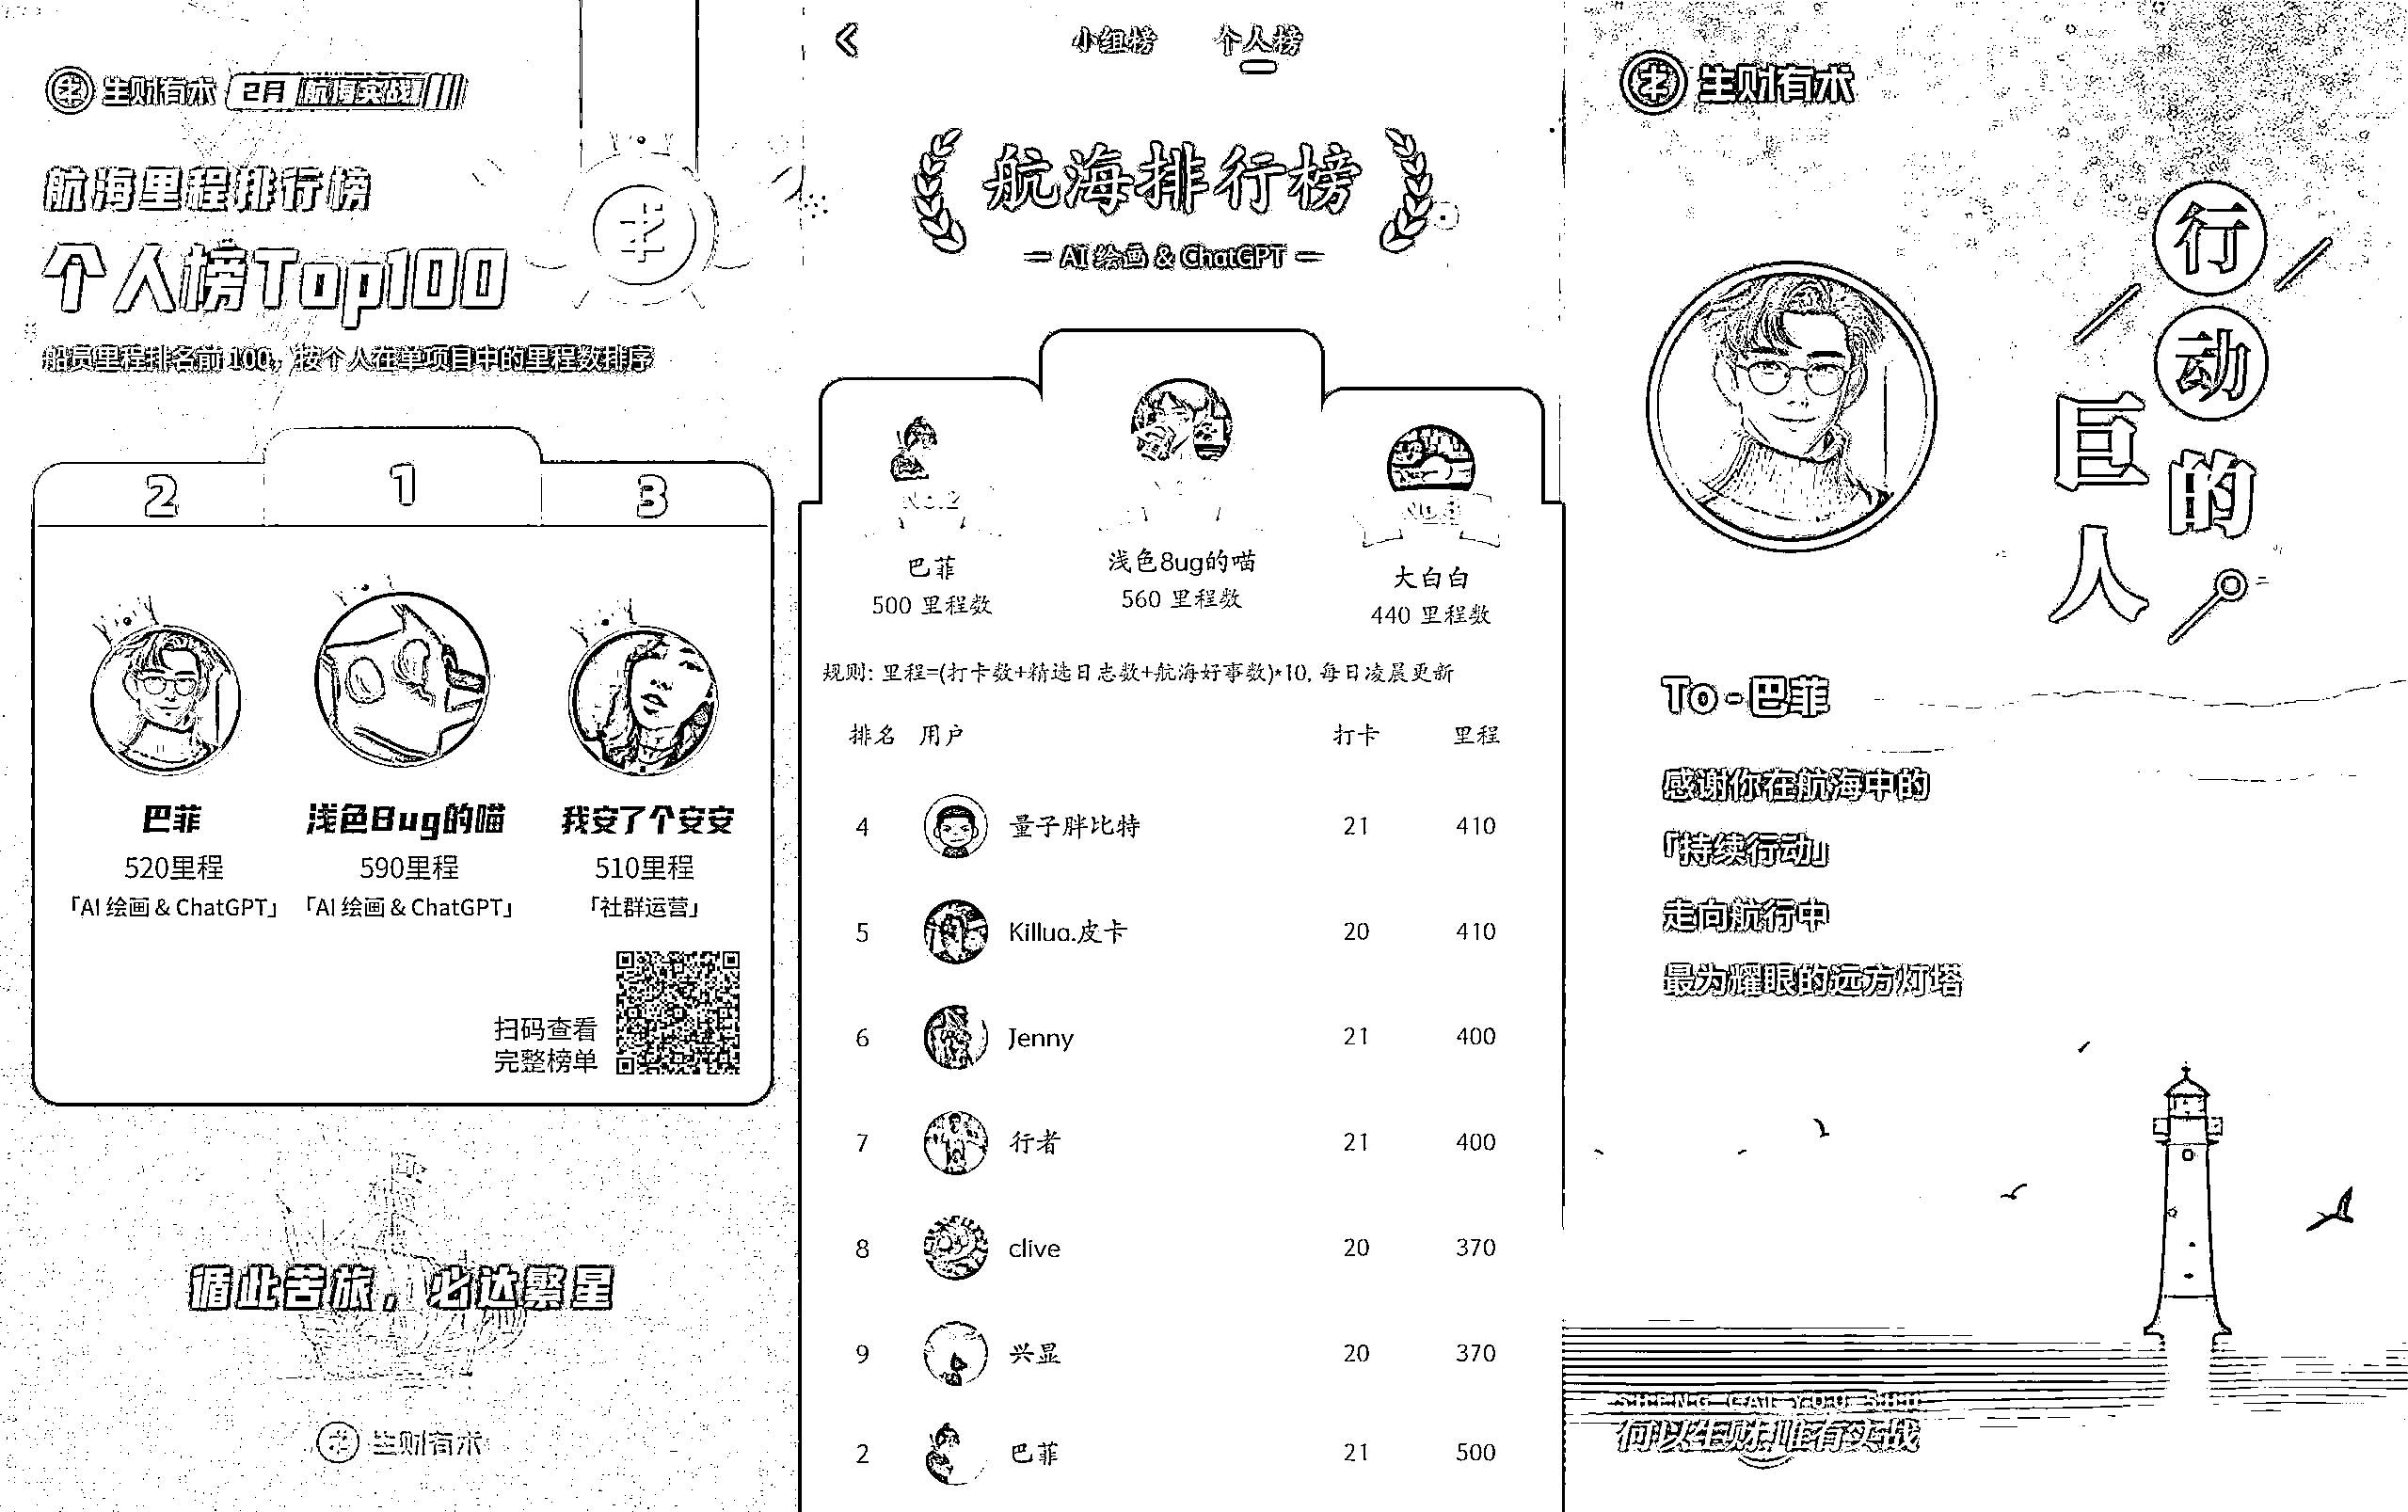 生财有术 2月 航海实战
航海里程排行榜
个人榜Top100
船员里程排名前100，按个人在单项目中的里程数排序
2 1 3
巴菲 浅色Bug的喵 我安了个安安
520里程 590里程 510里程
「AI 绘画 & ChatGPT」 「AI 绘画 & ChatGPT」 「社群运营」
扫码查看
完整榜单
循此苦旅，必达繁星
生财有术
小组榜 个人榜
航海排行榜
AI 绘画 & ChatGPT
No.2 No.3
巴菲 浅色Bug的喵 大白白
500 里程数 560 里程数 440 里程数
规则: 里程=(打卡数+精选日志数+航海好事数)*10, 每日凌晨更新
排名 用户 打卡 里程
4 量子胖比特 21 410
5 Killua.皮卡 20 410
6 Jenny 21 400
7 行者 21 400
8 clive 20 370
9 兴显 20 370
2 巴菲 21 500
生财有术
行动的
巨人
To - 巴菲
感谢你在航海中的
「持续行动」
走向航行中
最为耀眼的远方灯塔
SHENG CAI YOU SHU
何以生财 唯有实战